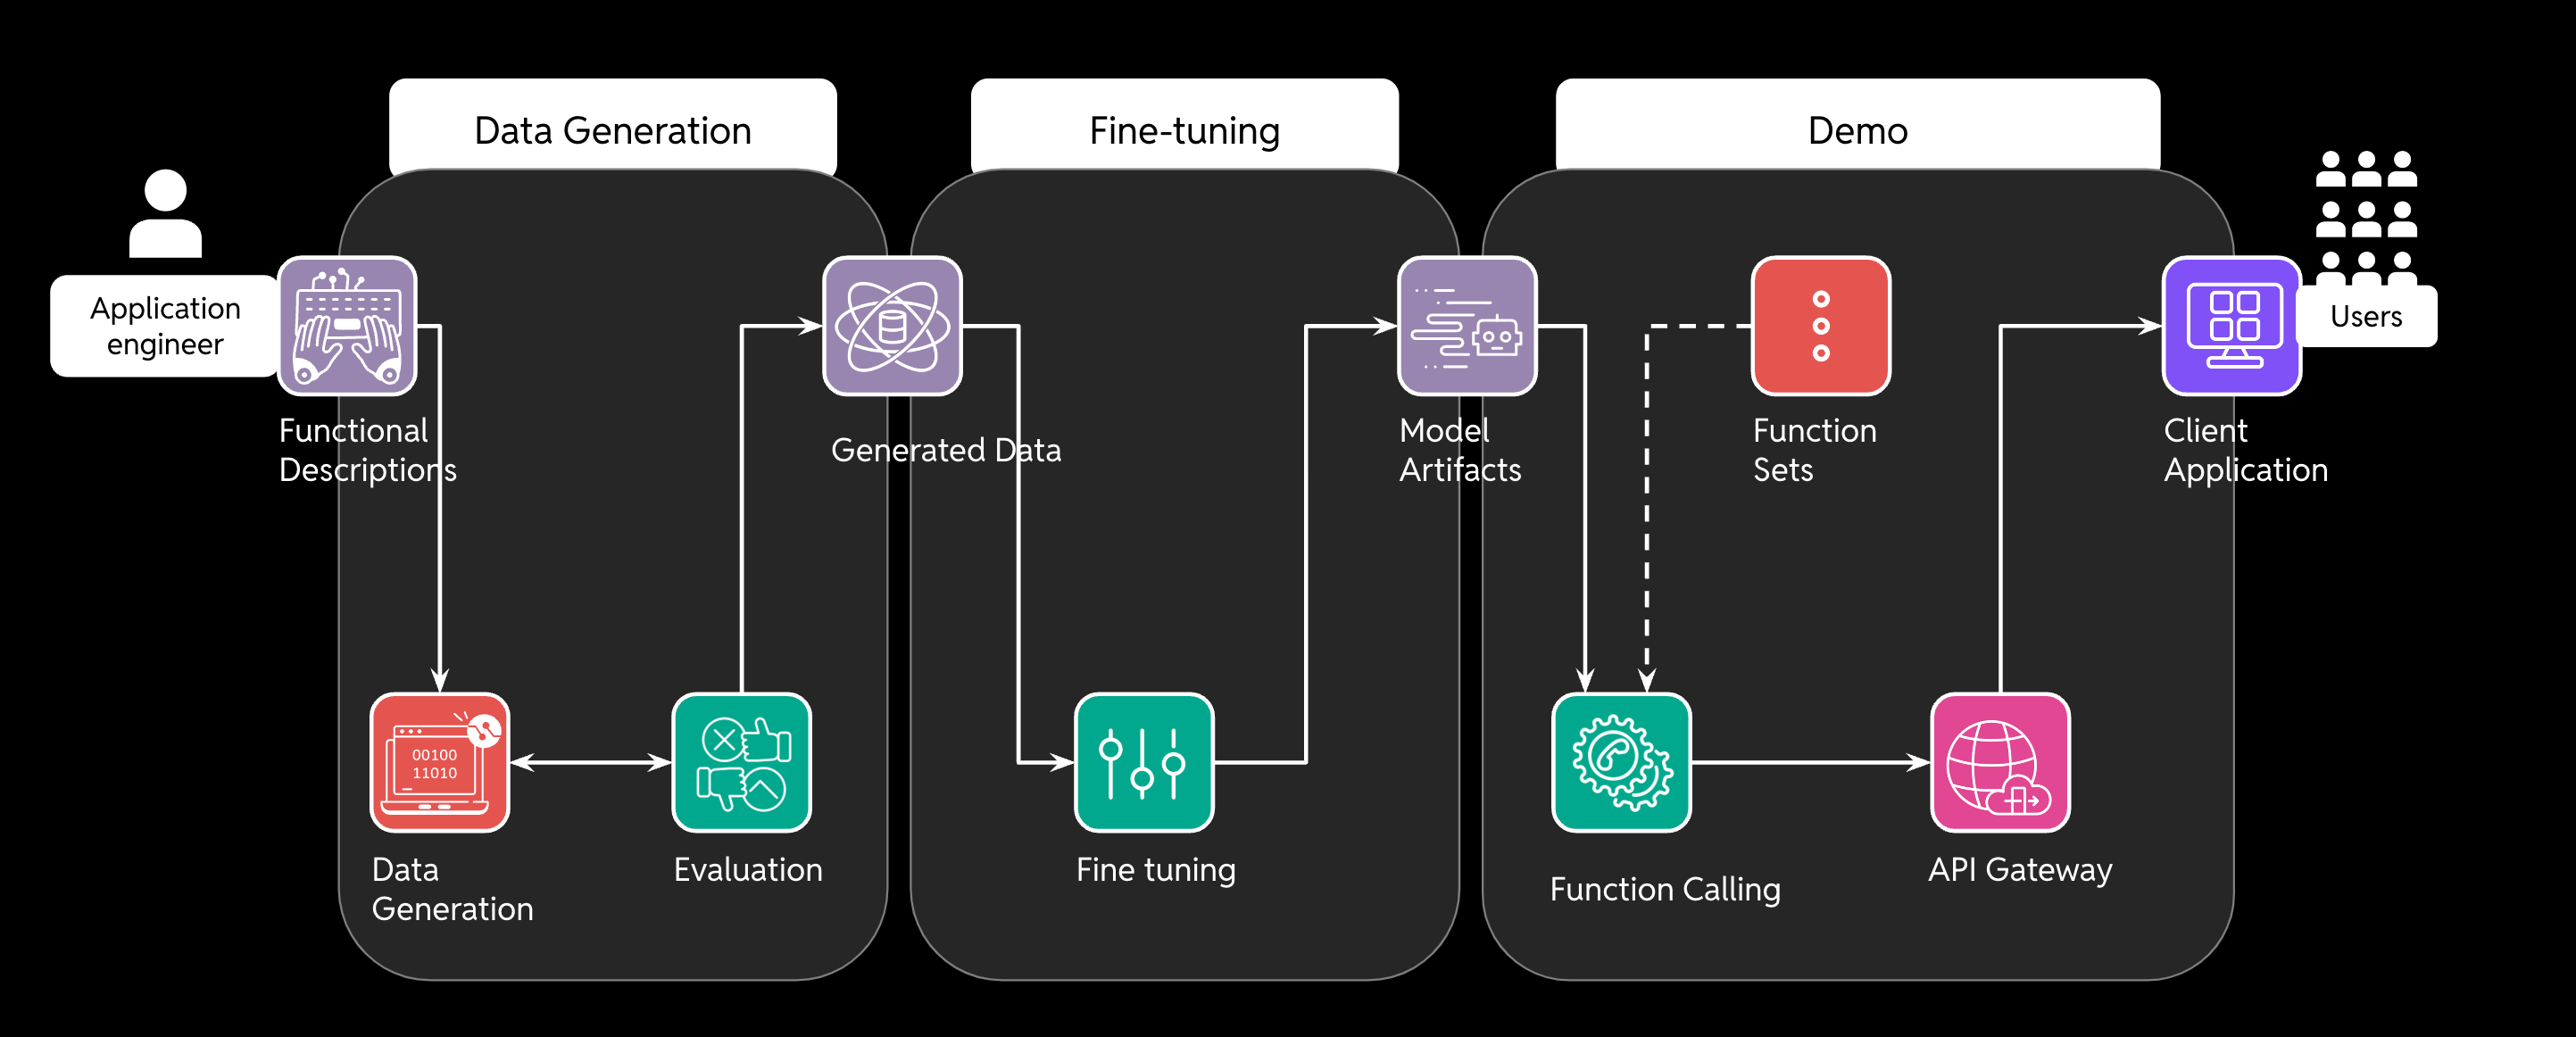 Data Generation
Fine-tuning
Demo
Application
engineer
Users
Functional
Descriptions
Generated Data
Model
Artifacts
Function
Sets
Client
Application
00100
11010
Data
Generation
Evaluation
Fine tuning
Function Calling
API Gateway